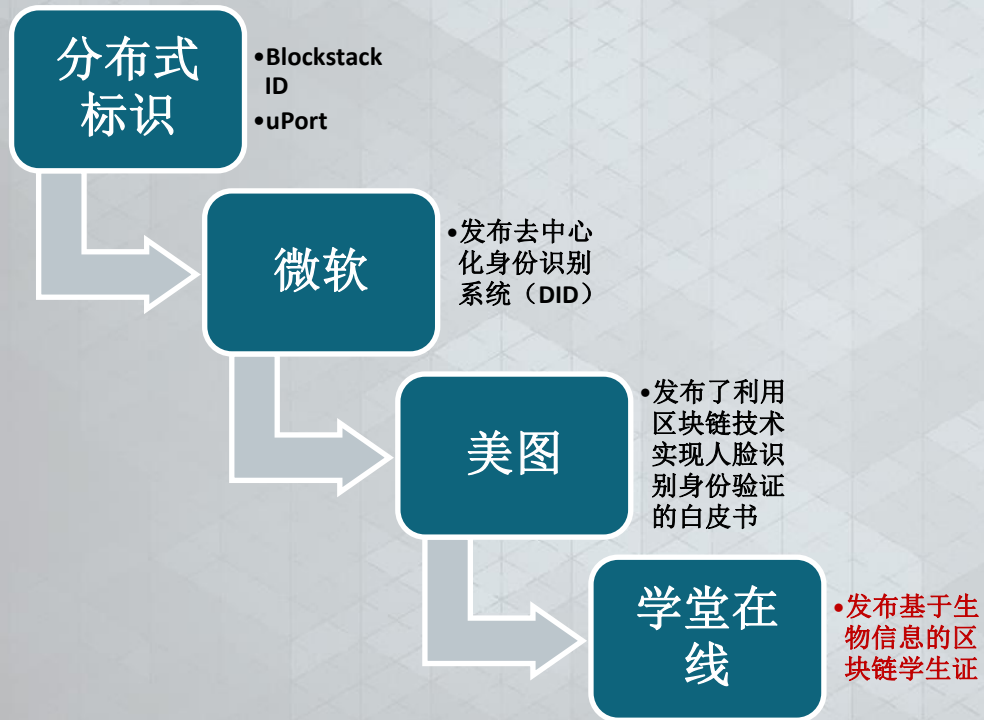 分布式
标识
•Blockstack
ID
•uPort
微软
•发布去中心
化身份识别
系统（DID）
美图
•发布了利用
区块链技术
实现人脸识
别身份验证
的白皮书
学堂在
线
•发布基于生
物信息的区
块链学生证